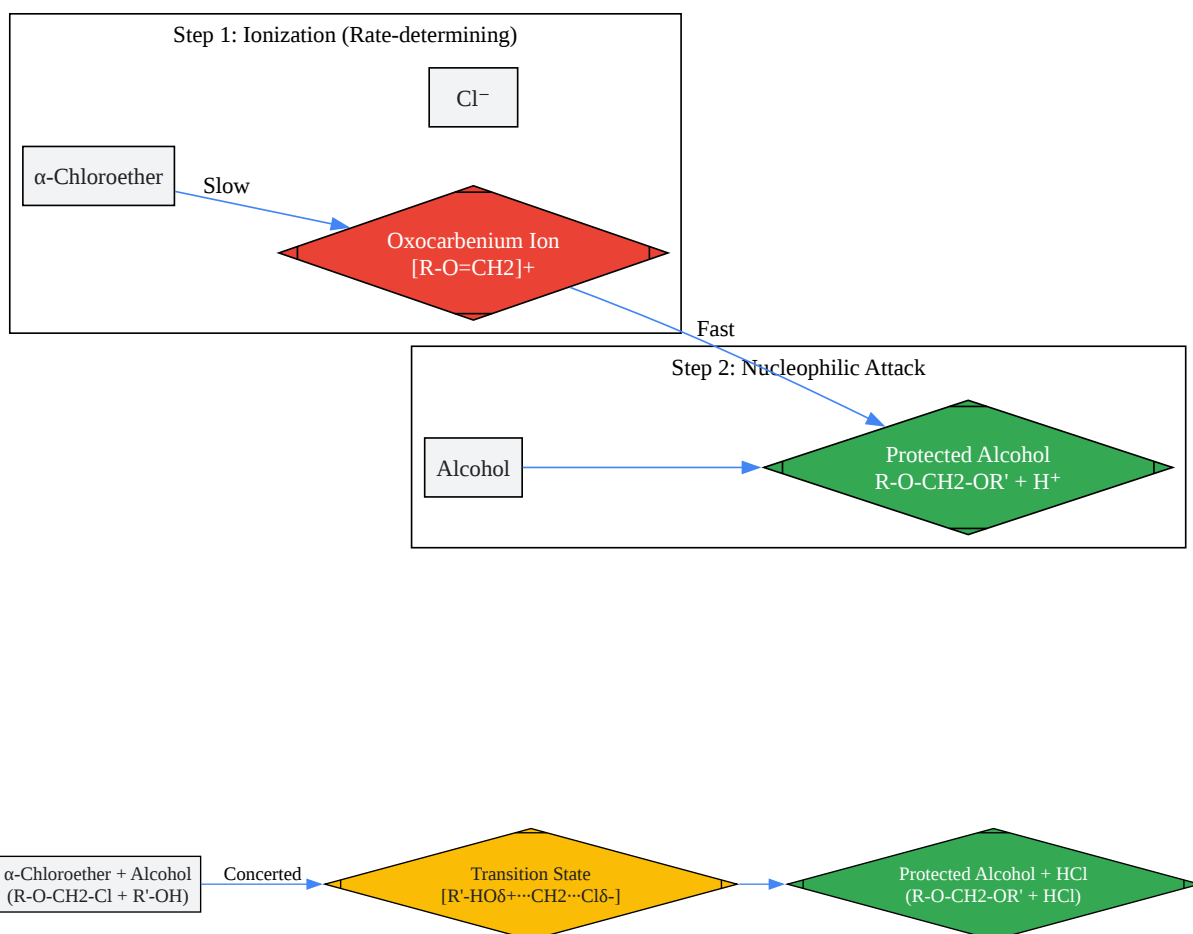 Step 1: Ionization (Rate-determining)
Cl⁻
α-Chloroether
Slow
Oxocarbenium Ion
[R-O=CH2]+
Fast
Step 2: Nucleophilic Attack
Alcohol
Protected Alcohol
R-O-CH2-OR' + H⁺
α-Chloroether + Alcohol
(R-O-CH2-Cl + R'-OH)
Concerted
Transition State
[R'-HOδ+···CH2···Clδ-]
Protected Alcohol + HCl
(R-O-CH2-OR' + HCl)